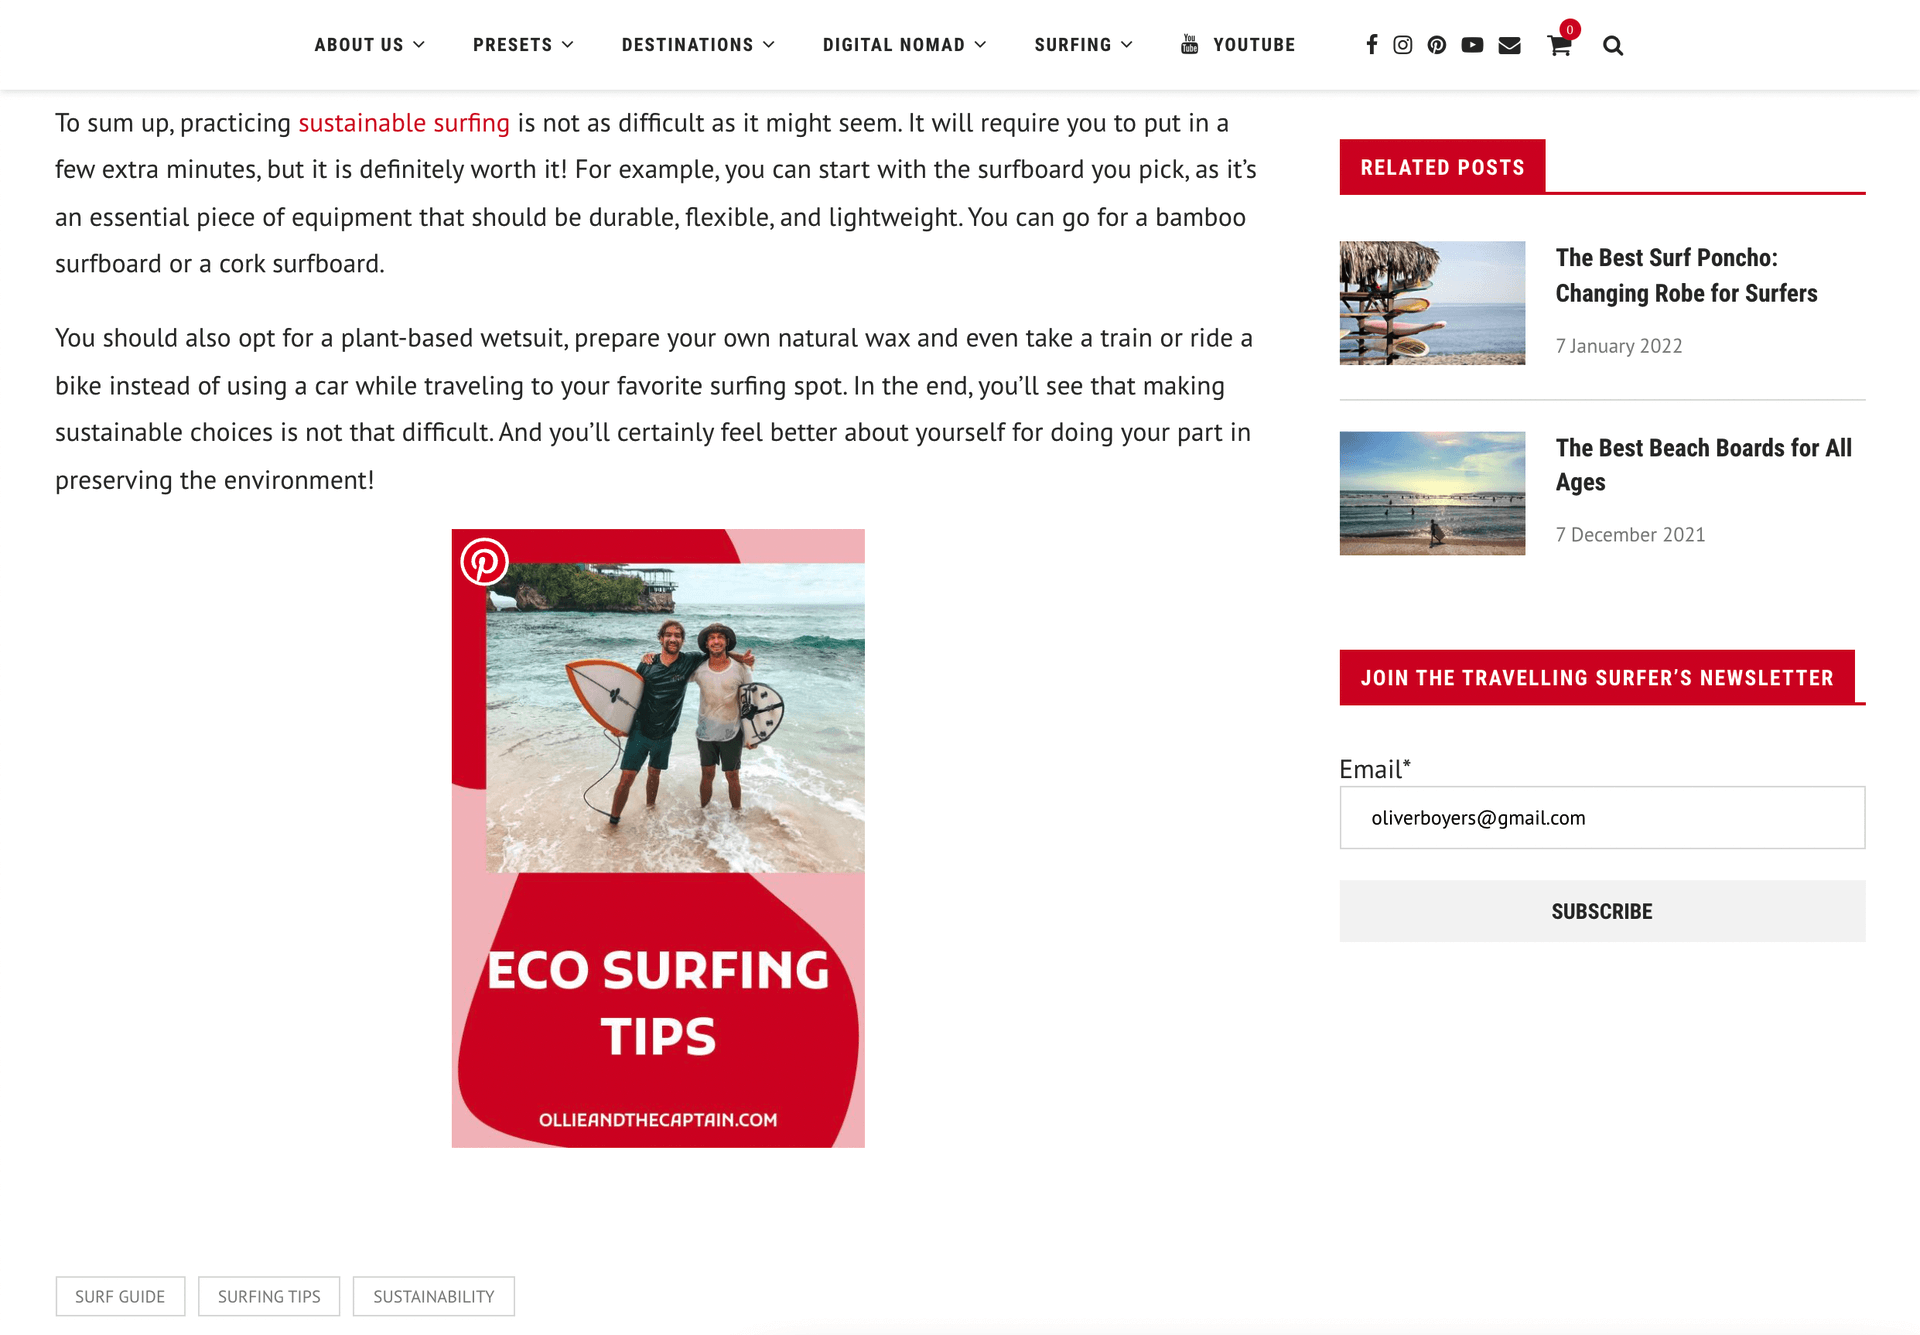 ABOUT US
PRESETS
DESTINATIONS
DIGITAL NOMAD
SURFING
You Tube
YOUTUBE
0
To sum up, practicing sustainable surfing is not as difficult as it might seem. It will require you to put in a
few extra minutes, but it is definitely worth it! For example, you can start with the surfboard you pick, as it’s
an essential piece of equipment that should be durable, flexible, and lightweight. You can go for a bamboo
surfboard or a cork surfboard.
You should also opt for a plant-based wetsuit, prepare your own natural wax and even take a train or ride a
bike instead of using a car while traveling to your favorite surfing spot. In the end, you’ll see that making
sustainable choices is not that difficult. And you’ll certainly feel better about yourself for doing your part in
preserving the environment!
ECO SURFING
TIPS
OLLIEANDTHECAPTAIN.COM
SURF GUIDE
SURFING TIPS
SUSTAINABILITY
RELATED POSTS
The Best Surf Poncho:
Changing Robe for Surfers
7 January 2022
The Best Beach Boards for All
Ages
7 December 2021
JOIN THE TRAVELLING SURFER’S NEWSLETTER
Email*
oliverboyers@gmail.com
SUBSCRIBE